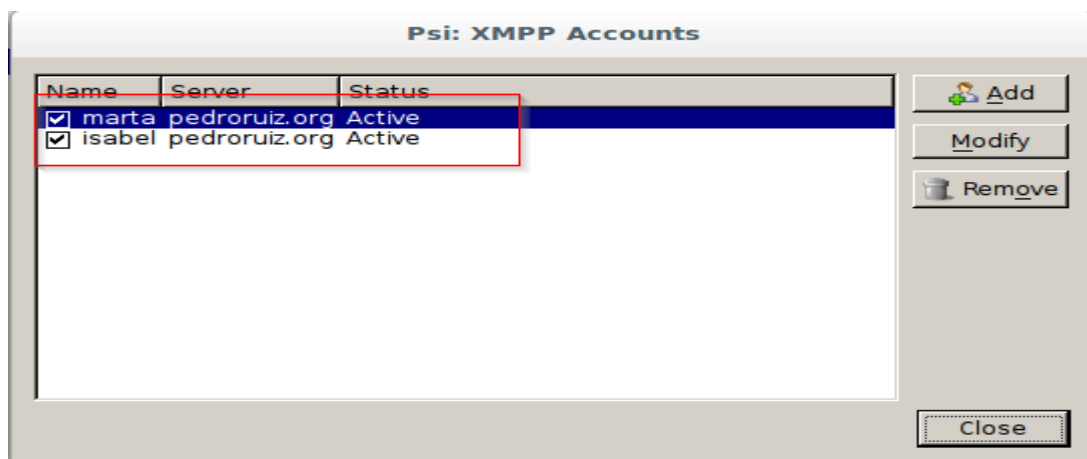 Psi: XMPP Accounts
Name Server Status
marta pedroruiz.org Active
isabel pedroruiz.org Active
Add
Modify
Remove
Close